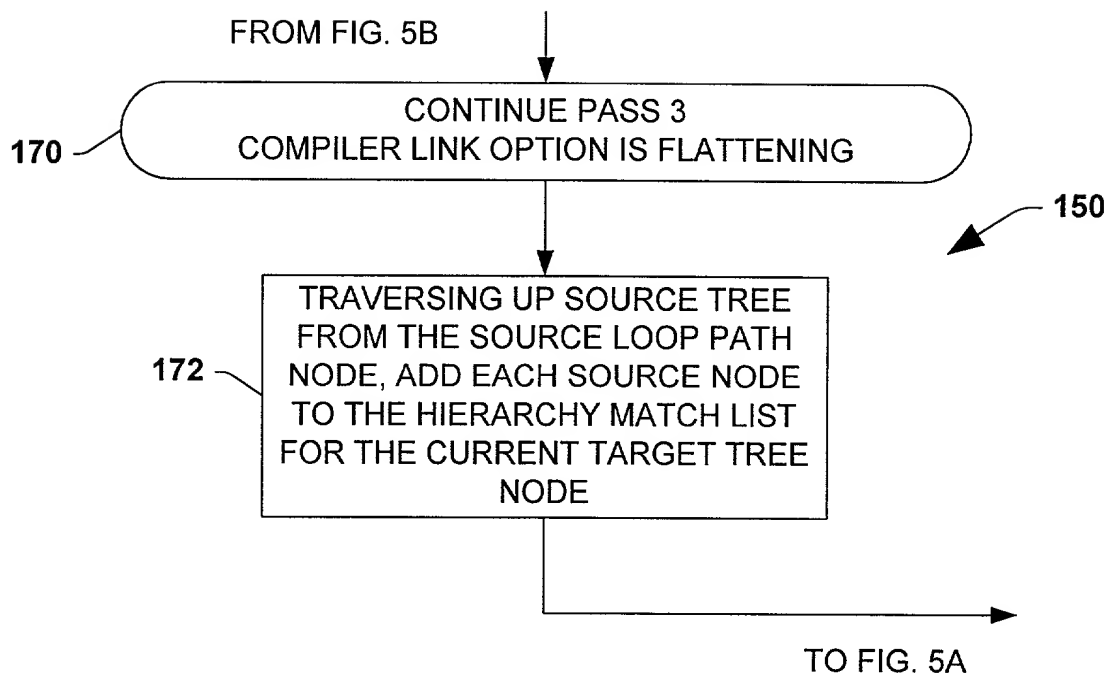 FROM FIG. 5B
CONTINUE PASS 3
COMPILER LINK OPTION IS FLATTENING
170
150
TRAVERSING UP SOURCE TREE
FROM THE SOURCE LOOP PATH
NODE, ADD EACH SOURCE NODE
TO THE HIERARCHY MATCH LIST
FOR THE CURRENT TARGET TREE
NODE
172
TO FIG. 5A